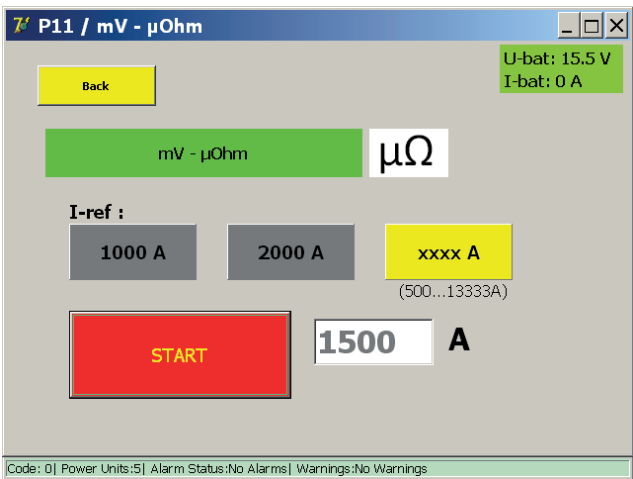 P11 / mV - µOhm
U-bat: 15.5 V
I-bat: 0 A
Back
mV - µOhm
µΩ
I-ref :
1000 A
2000 A
xxxx A
(500...13333A)
START
1500
A
Code: 0| Power Units:5| Alarm Status:No Alarms| Warnings:No Warnings